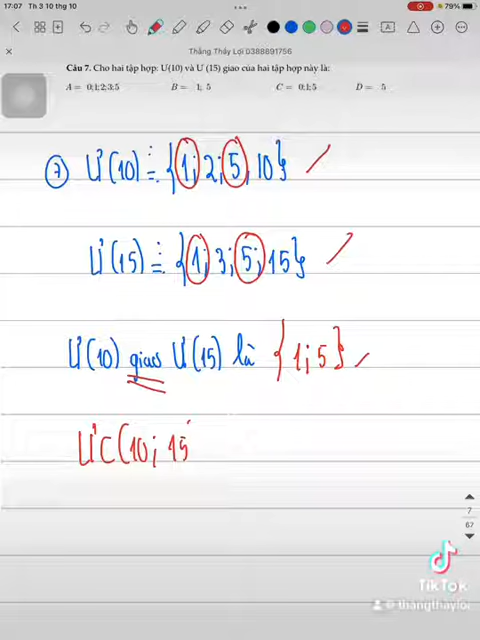 17:07 Th 3 10 thg 10
79%
Thắng Thầy Lợi 0388891756
Câu 7. Cho hai tập hợp: Ư(10) và Ư (15) giao của hai tập hợp này là:
A = 0;1;2;3;5 B = 1; 5 C = 0;1;5 D = 5
7 Ư(10) = {1; 2; 5, 10}
Ư(15) = {1; 3; 5; 15}
Ư(10) giao Ư(15) là {1; 5}
ƯC(10; 15
7
67
TikTok
@thangthayloi